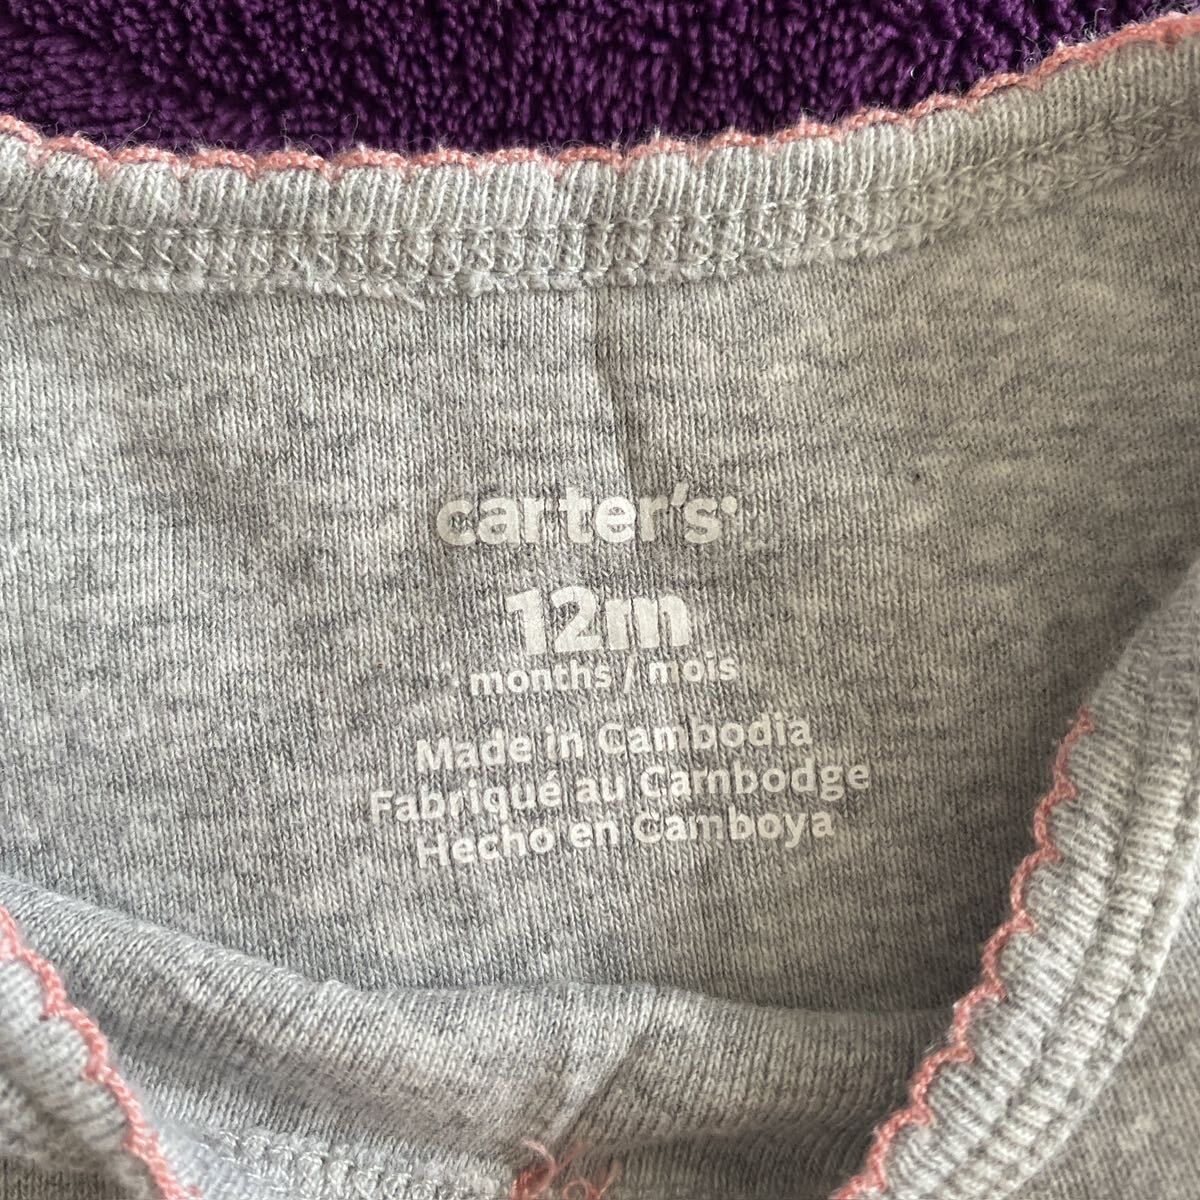 carter's
12m
months / mois
Made in Cambodia
Fabriqué au Cambodge
Hecho en Camboya